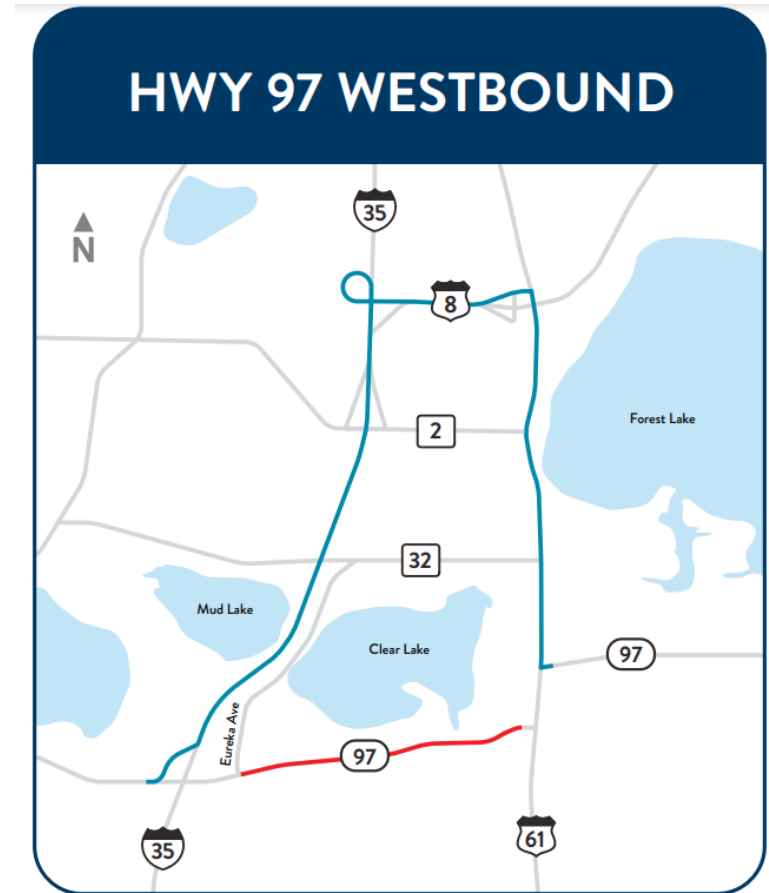 HWY 97 WESTBOUND
35
N
8
Forest Lake
2
32
Mud Lake
Clear Lake
97
Eureka Ave
97
35
61